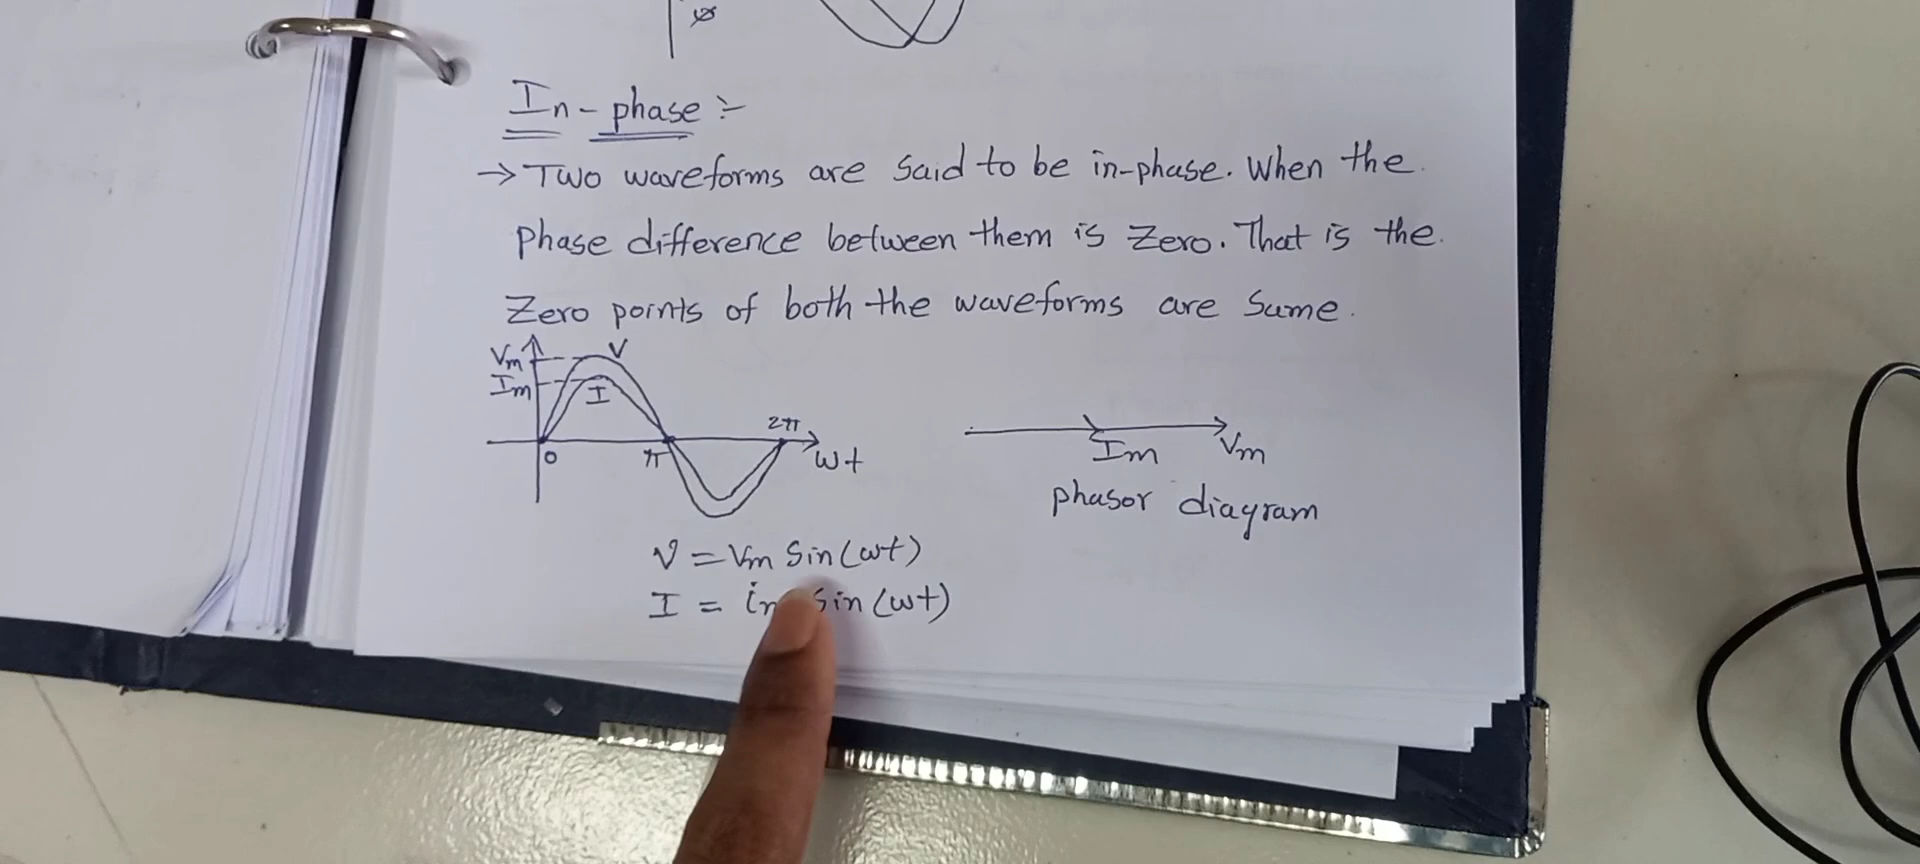 ø
In-phase :-
→ Two waveforms are said to be in-phase. When the
phase difference between them is Zero. That is the
Zero points of both the waveforms are same.
Vm V
Im I
2π
0 π ωt
Im Vm
phasor diagram
V = Vm Sin(ωt)
I = Sin(ωt)